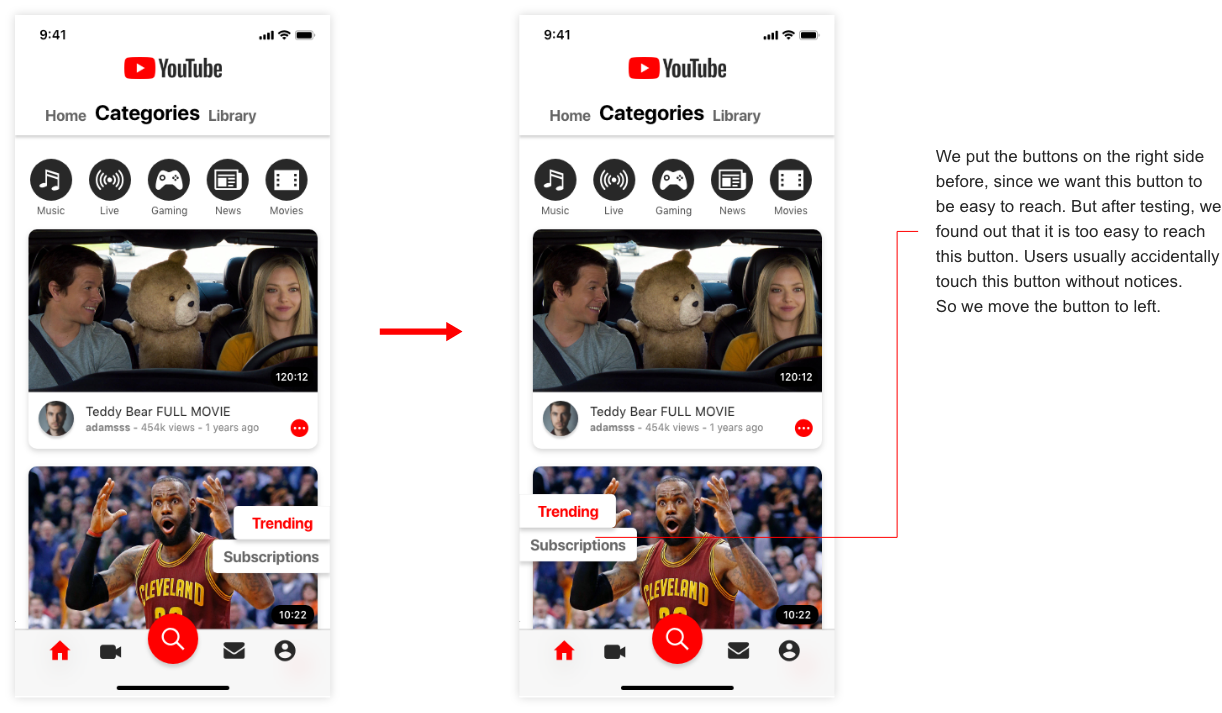 9:41
YouTube
Home Categories Library
Music Live Gaming News Movies
120:12
Teddy Bear FULL MOVIE
adamsss - 454k views - 1 years ago
CLEVELAND
Trending
Subscriptions
10:22
9:41
YouTube
Home Categories Library
Music Live Gaming News Movies
120:12
Teddy Bear FULL MOVIE
adamsss - 454k views - 1 years ago
Trending
Subscriptions
CLEVELAND
10:22
We put the buttons on the right side
before, since we want this button to
be easy to reach. But after testing, we
found out that it is too easy to reach
this button. Users usually accidentally
touch this button without notices.
So we move the button to left.